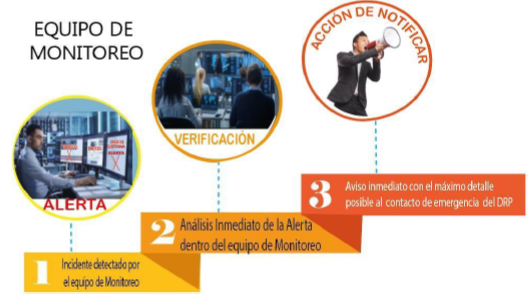 EQUIPO DE
MONITOREO
ALERTA
VERIFICACIÓN
ACCIÓN DE NOTIFICAR
1
Incidente detectado por
el equipo de Monitoreo
2
Análisis Inmediato de la Alerta
dentro del equipo de Monitoreo
3
Aviso inmediato con el máximo detalle
posible al contacto de emergencia del DRP